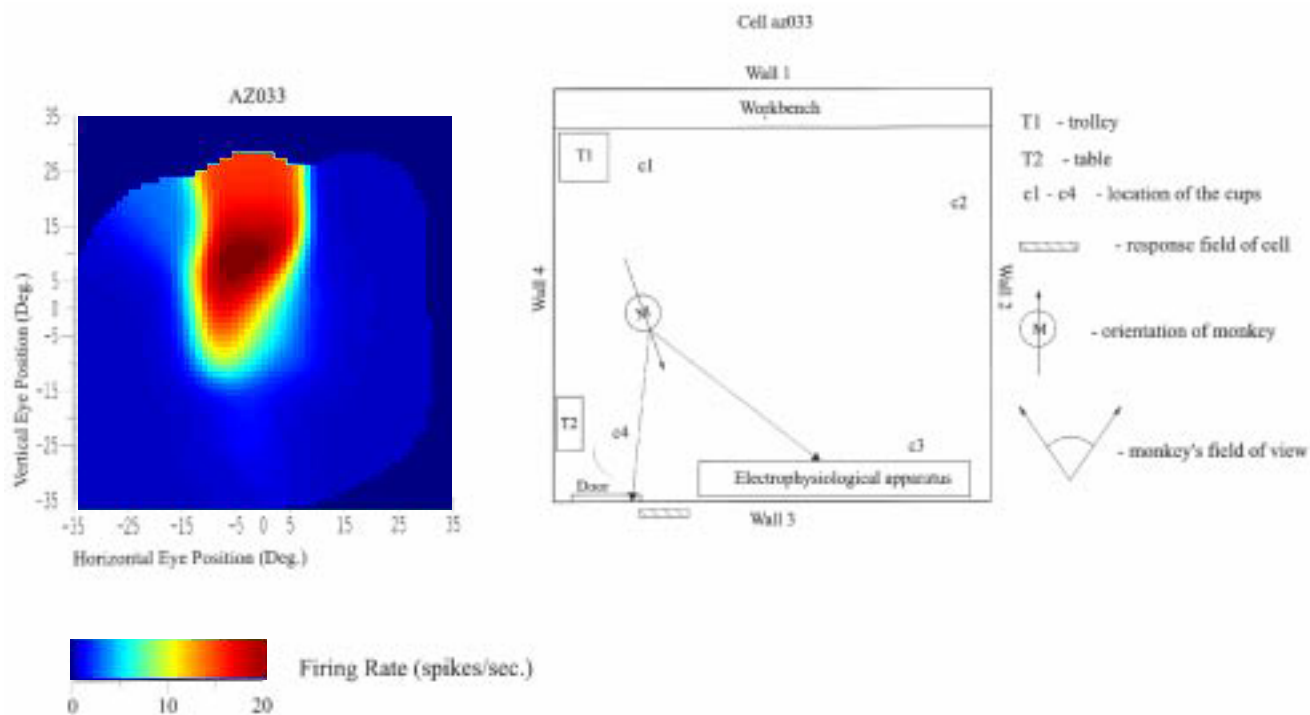 Cell az033
AZ033
35
25
15
5
0
-5
-15
-25
-35
Vertical Eye Position (Deg.)
-35 -25 -15 -5 0 5 15 25 35
Horizontal Eye Position (Deg.)
0 10 20
Firing Rate (spikes/sec.)
Wall 1
Workbench
T1
c1
c2
Wall 4
Wall 2
T2
c4
c3
Door
Electrophysiological apparatus
Wall 3
T1 - trolley
T2 - table
c1 - c4 - location of the cups
- response field of cell
M - orientation of monkey
- monkey's field of view